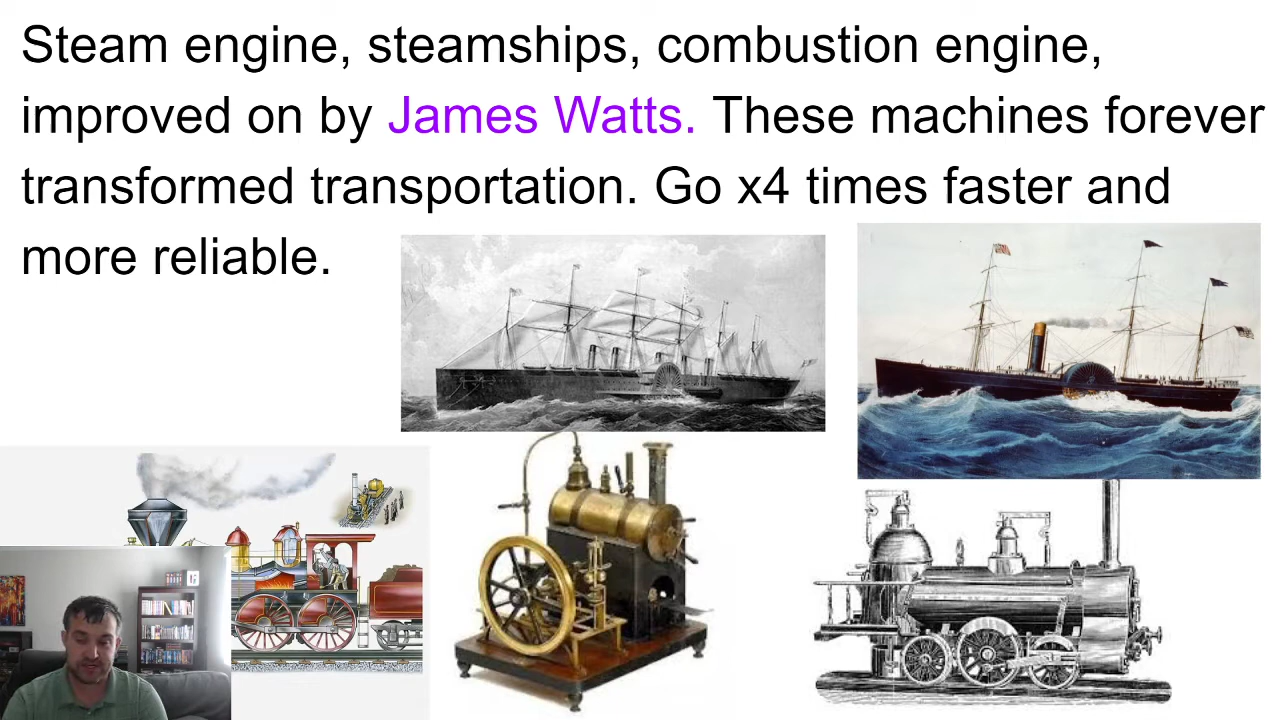 Steam engine, steamships, combustion engine,
improved on by James Watts. These machines forever
transformed transportation. Go x4 times faster and
more reliable.